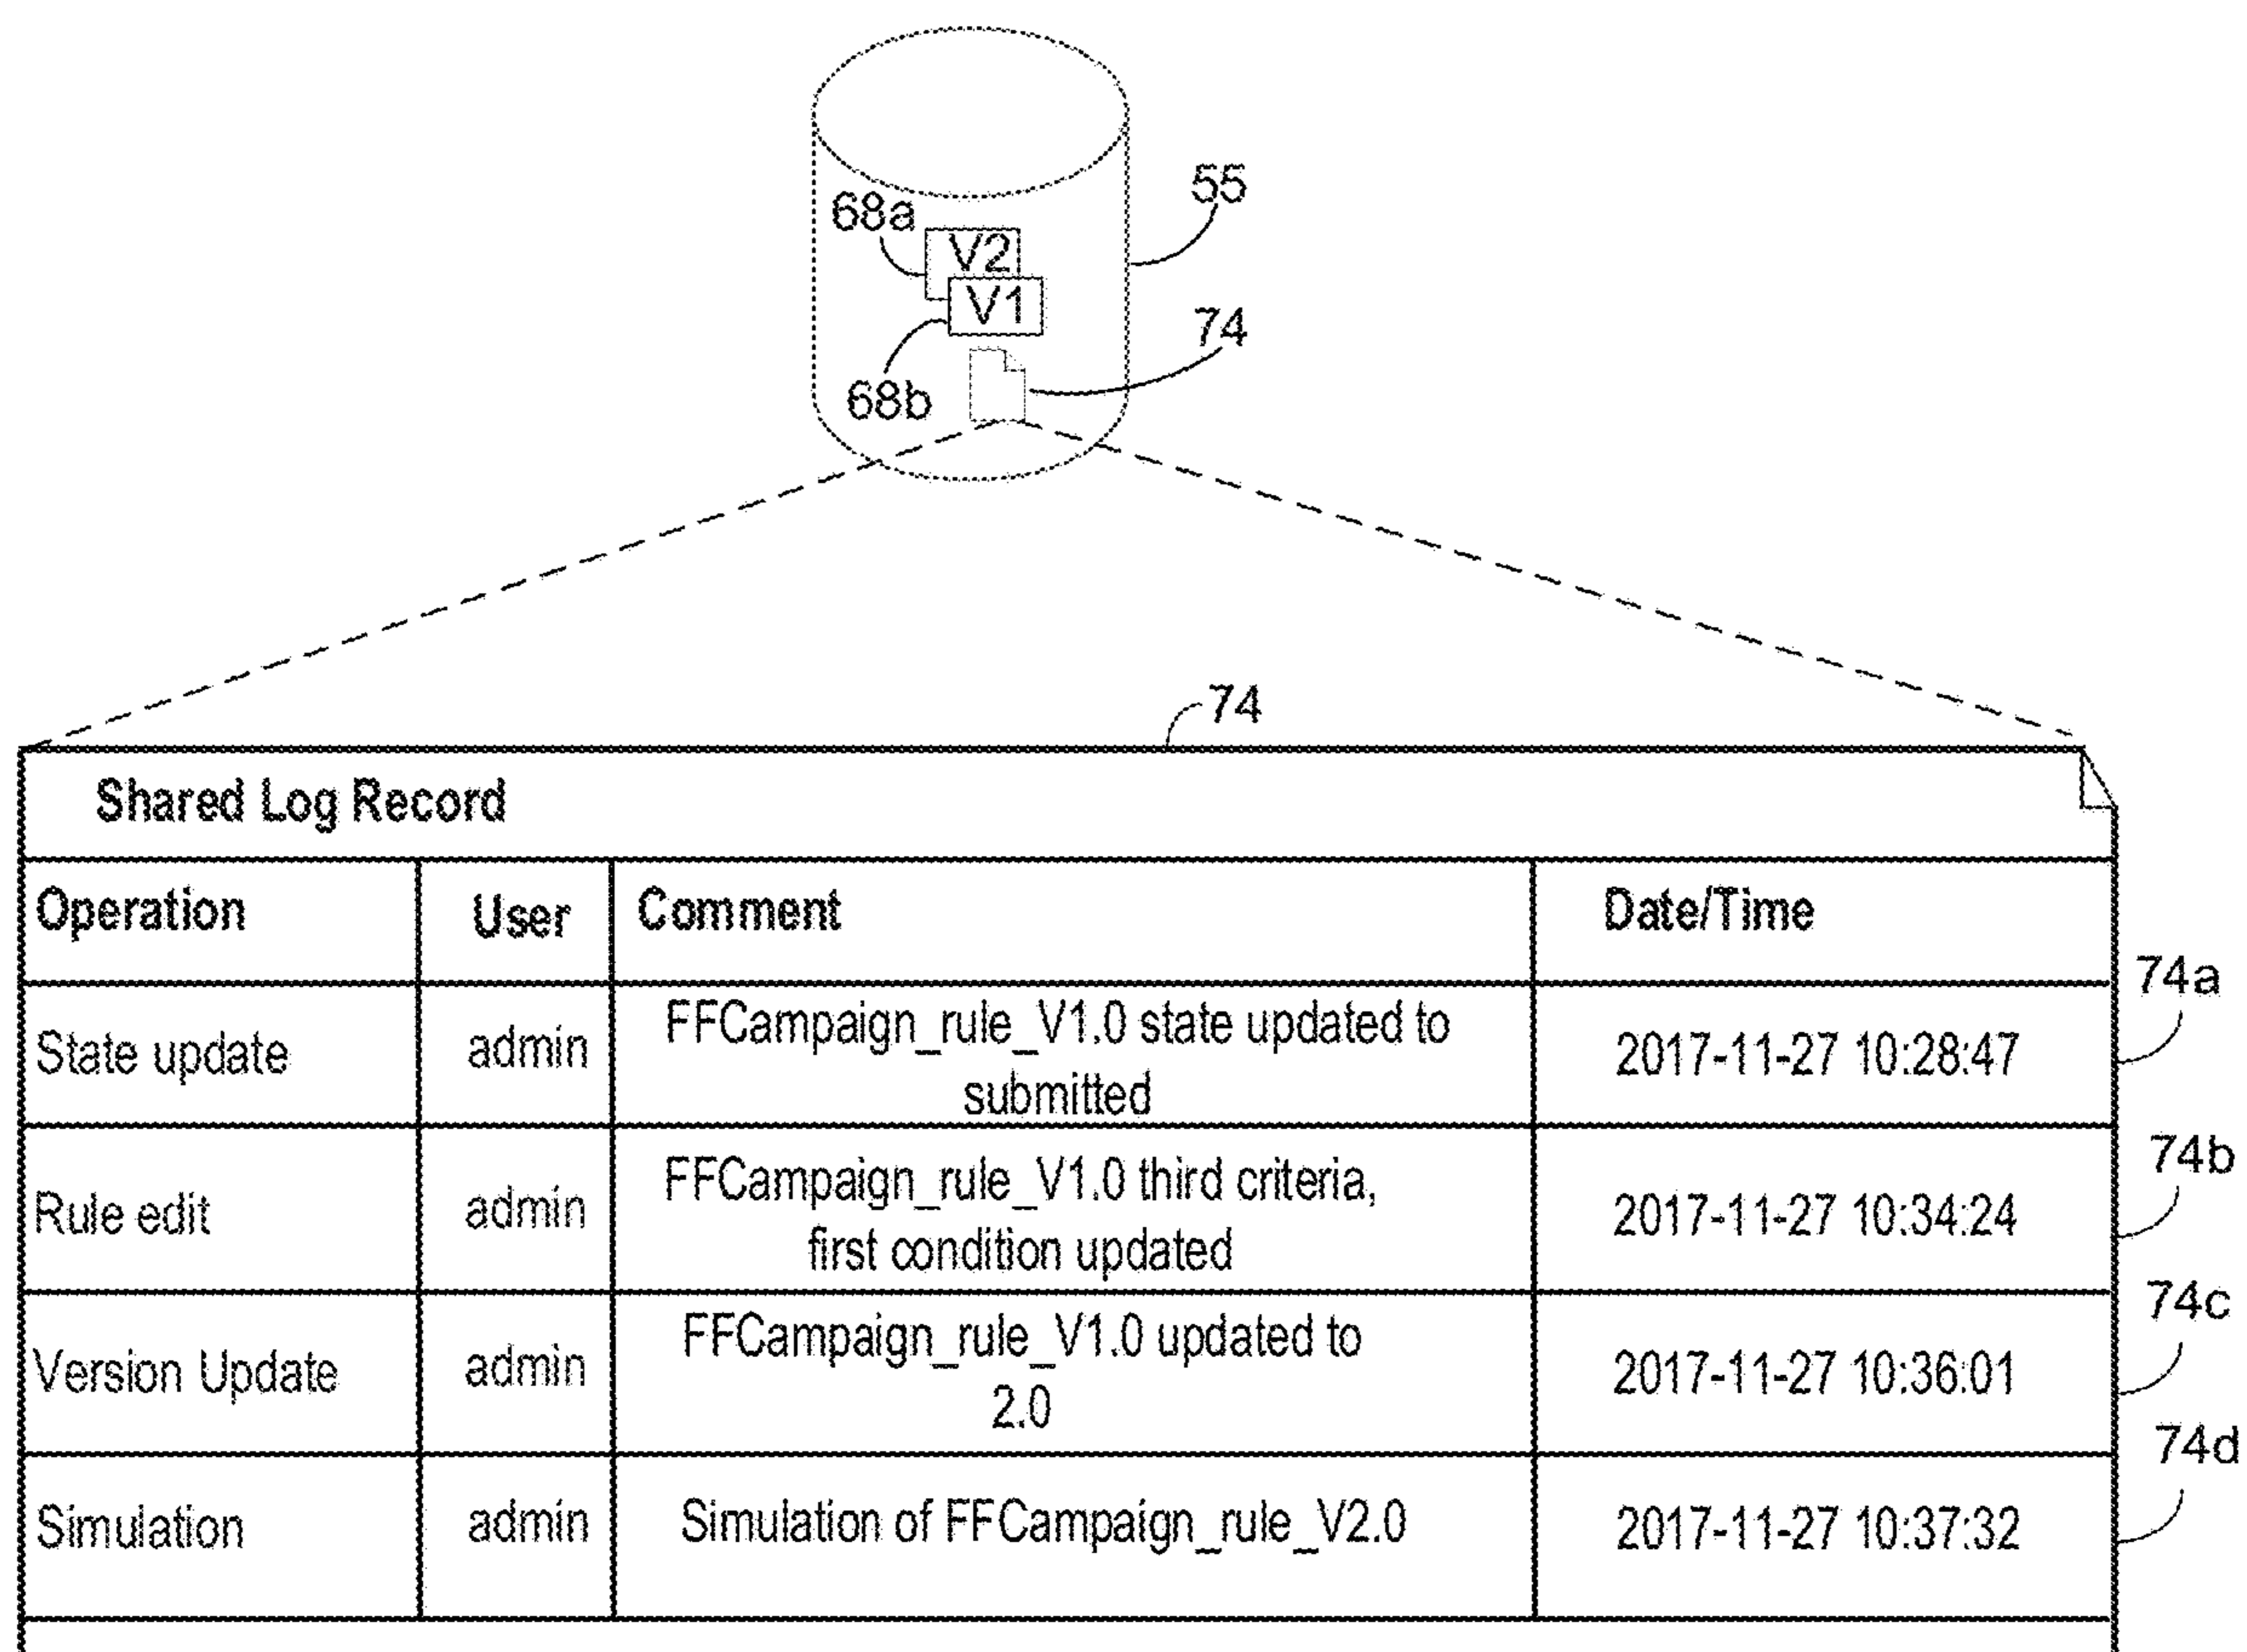 55
68a
V2
V1
74
68b
74
Shared Log Record
Operation User Comment Date/Time
74a
State update admin FFCampaign_rule_V1.0 state updated to
submitted 2017-11-27 10:28:47
74b
Rule edit admin FFCampaign_rule_V1.0 third criteria,
first condition updated 2017-11-27 10:34:24
74c
Version Update admin FFCampaign_rule_V1.0 updated to
2.0 2017-11-27 10:36:01
74d
Simulation admin Simulation of FFCampaign_rule_V2.0 2017-11-27 10:37:32